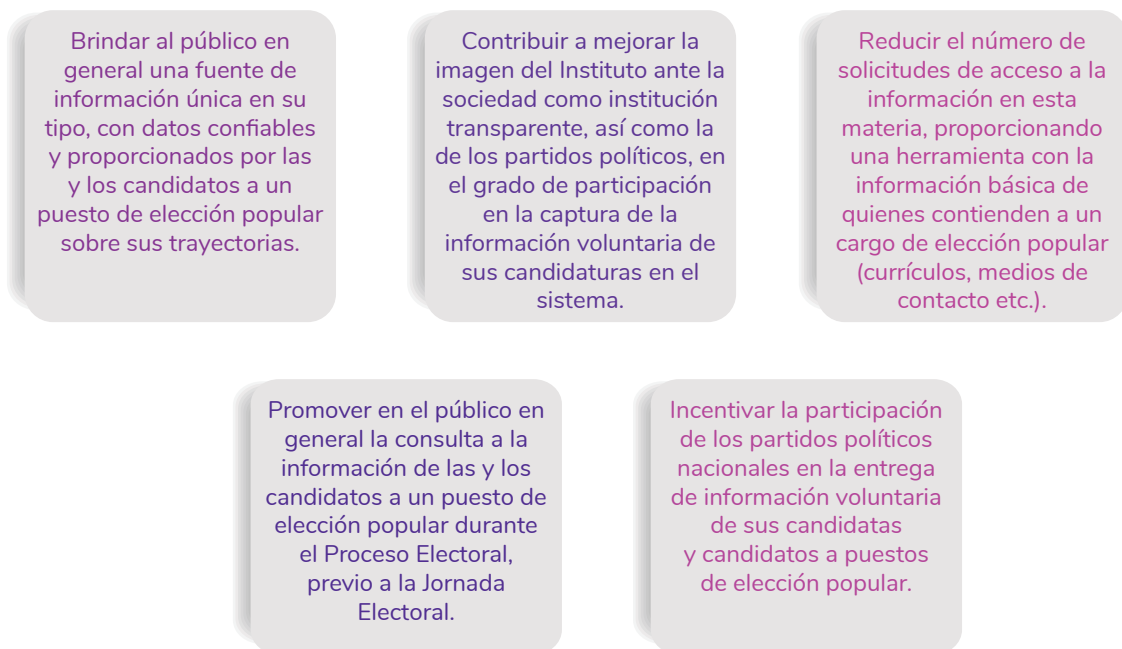 Brindar al público en
general una fuente de
información única en su
tipo, con datos confiables
y proporcionados por las
y los candidatos a un
puesto de elección popular
sobre sus trayectorias.
Contribuir a mejorar la
imagen del Instituto ante la
sociedad como institución
transparente, así como la
de los partidos políticos, en
el grado de participación
en la captura de la
información voluntaria de
sus candidaturas en el
sistema.
Reducir el número de
solicitudes de acceso a la
información en esta
materia, proporcionando
una herramienta con la
información básica de
quienes contienden a un
cargo de elección popular
(currículos, medios de
contacto etc.).
Promover en el público en
general la consulta a la
información de las y los
candidatos a un puesto de
elección popular durante
el Proceso Electoral,
previo a la Jornada
Electoral.
Incentivar la participación
de los partidos políticos
nacionales en la entrega
de información voluntaria
de sus candidatas
y candidatos a puestos
de elección popular.